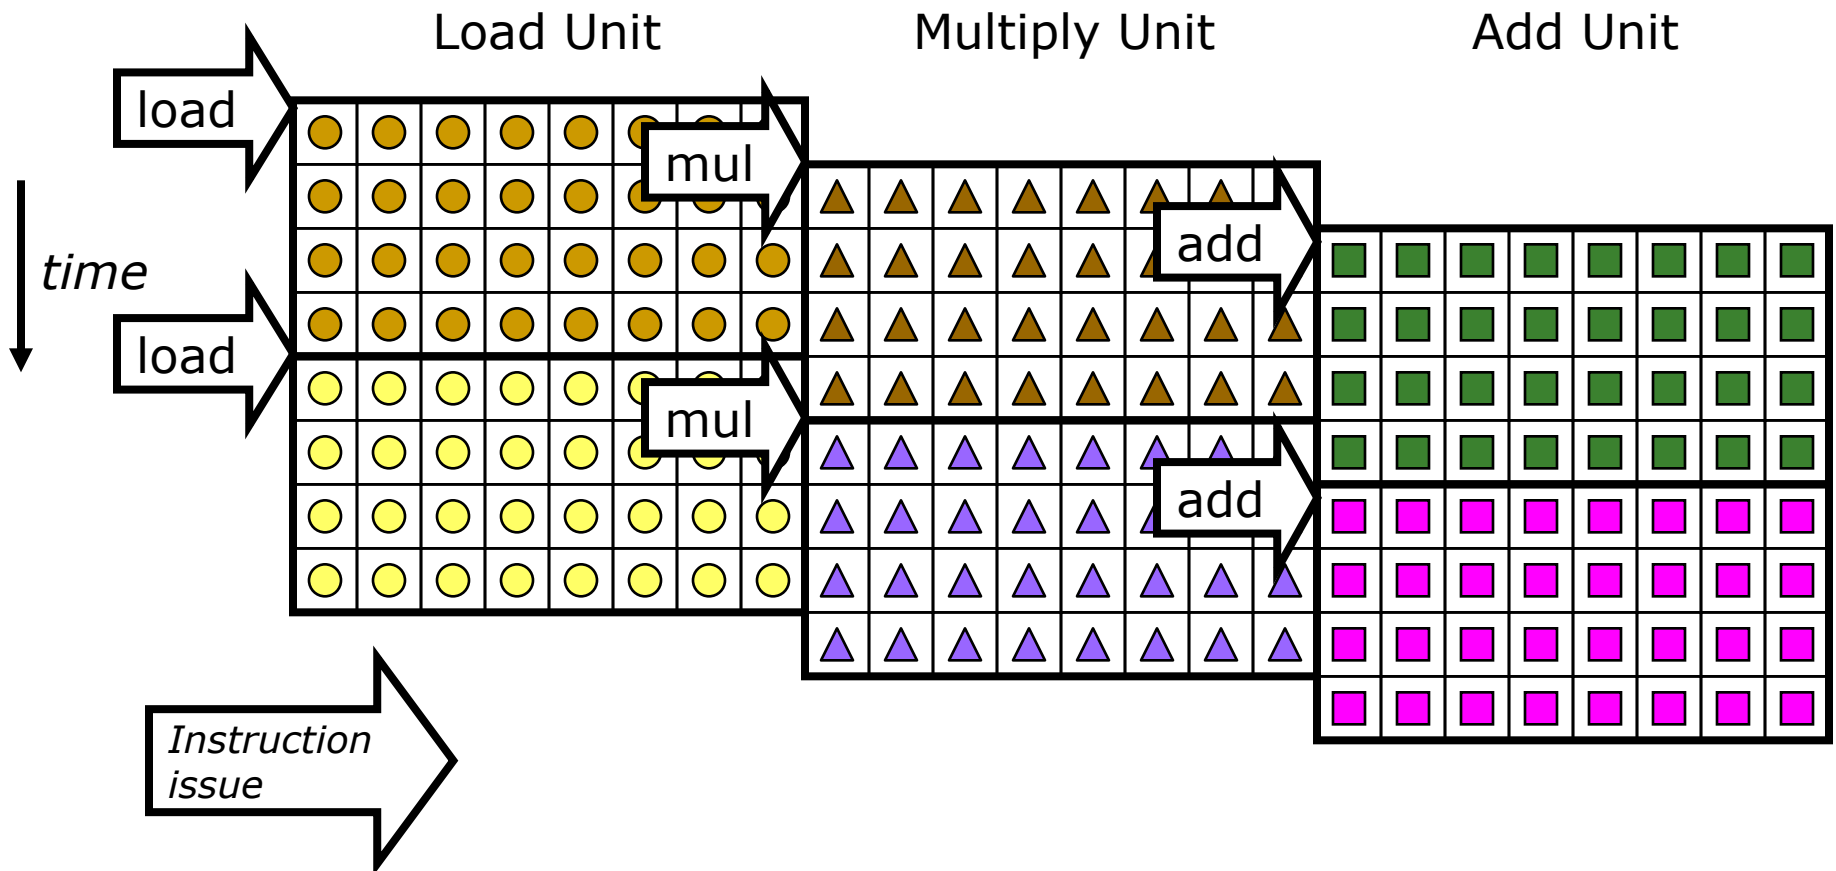 Load Unit
Multiply Unit
Add Unit
load
mul
add
time
load
mul
add
Instruction
issue